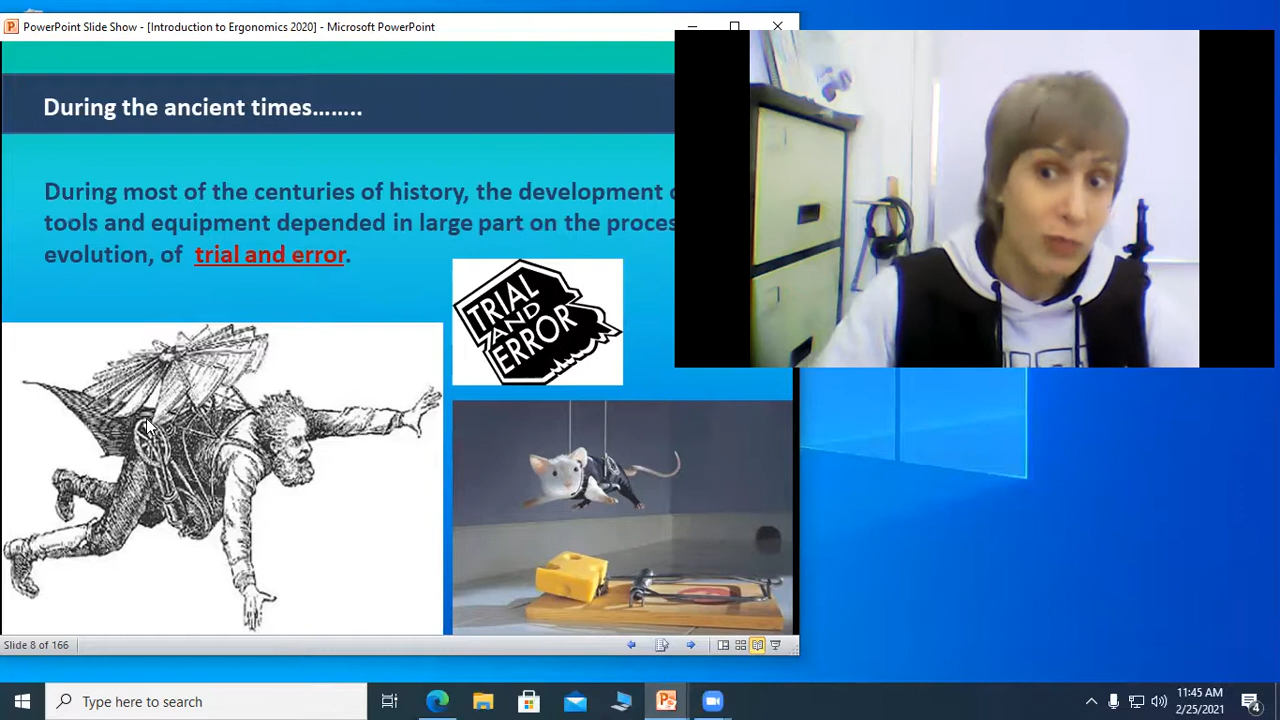 PowerPoint Slide Show - [Introduction to Ergonomics 2020] - Microsoft PowerPoint
During the ancient times........
During most of the centuries of history, the development
tools and equipment depended in large part on the
evolution, of trial and error.
TRIAL
AND
ERROR
Slide 8 of 166
Type here to search
11:45 AM
2/25/2021
4